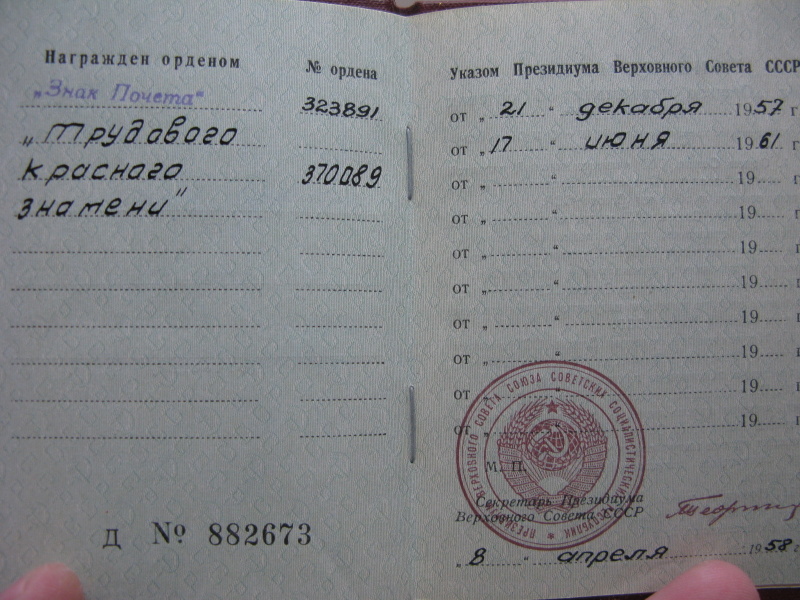 Награжден орденом
№ ордена
„Знак Почета“
323891
„трудового
красного
370089
знамени"
Д № 882673
Указом Президиума Верховного Совета СССР
от „ 21 “ декабря 1957 г
от „ 17 “ июня 1961 г
от „ “ 19 г
от „ “ 19 г
от „ “ 19 г
от „ “ 19 г
от „ “ 19 г
от „ “ 19
от „ “ 19
от „ 19
ПРЕЗИДИУМ ВЕРХОВНОГО СОВЕТА СОЮЗА СОВЕТСКИХ СОЦИАЛИСТИЧЕСКИХ РЕСПУБЛИК
М. П.
Секретарь Президиума
Верховного Совета СССР
„ 8 “ апреля 1958 г